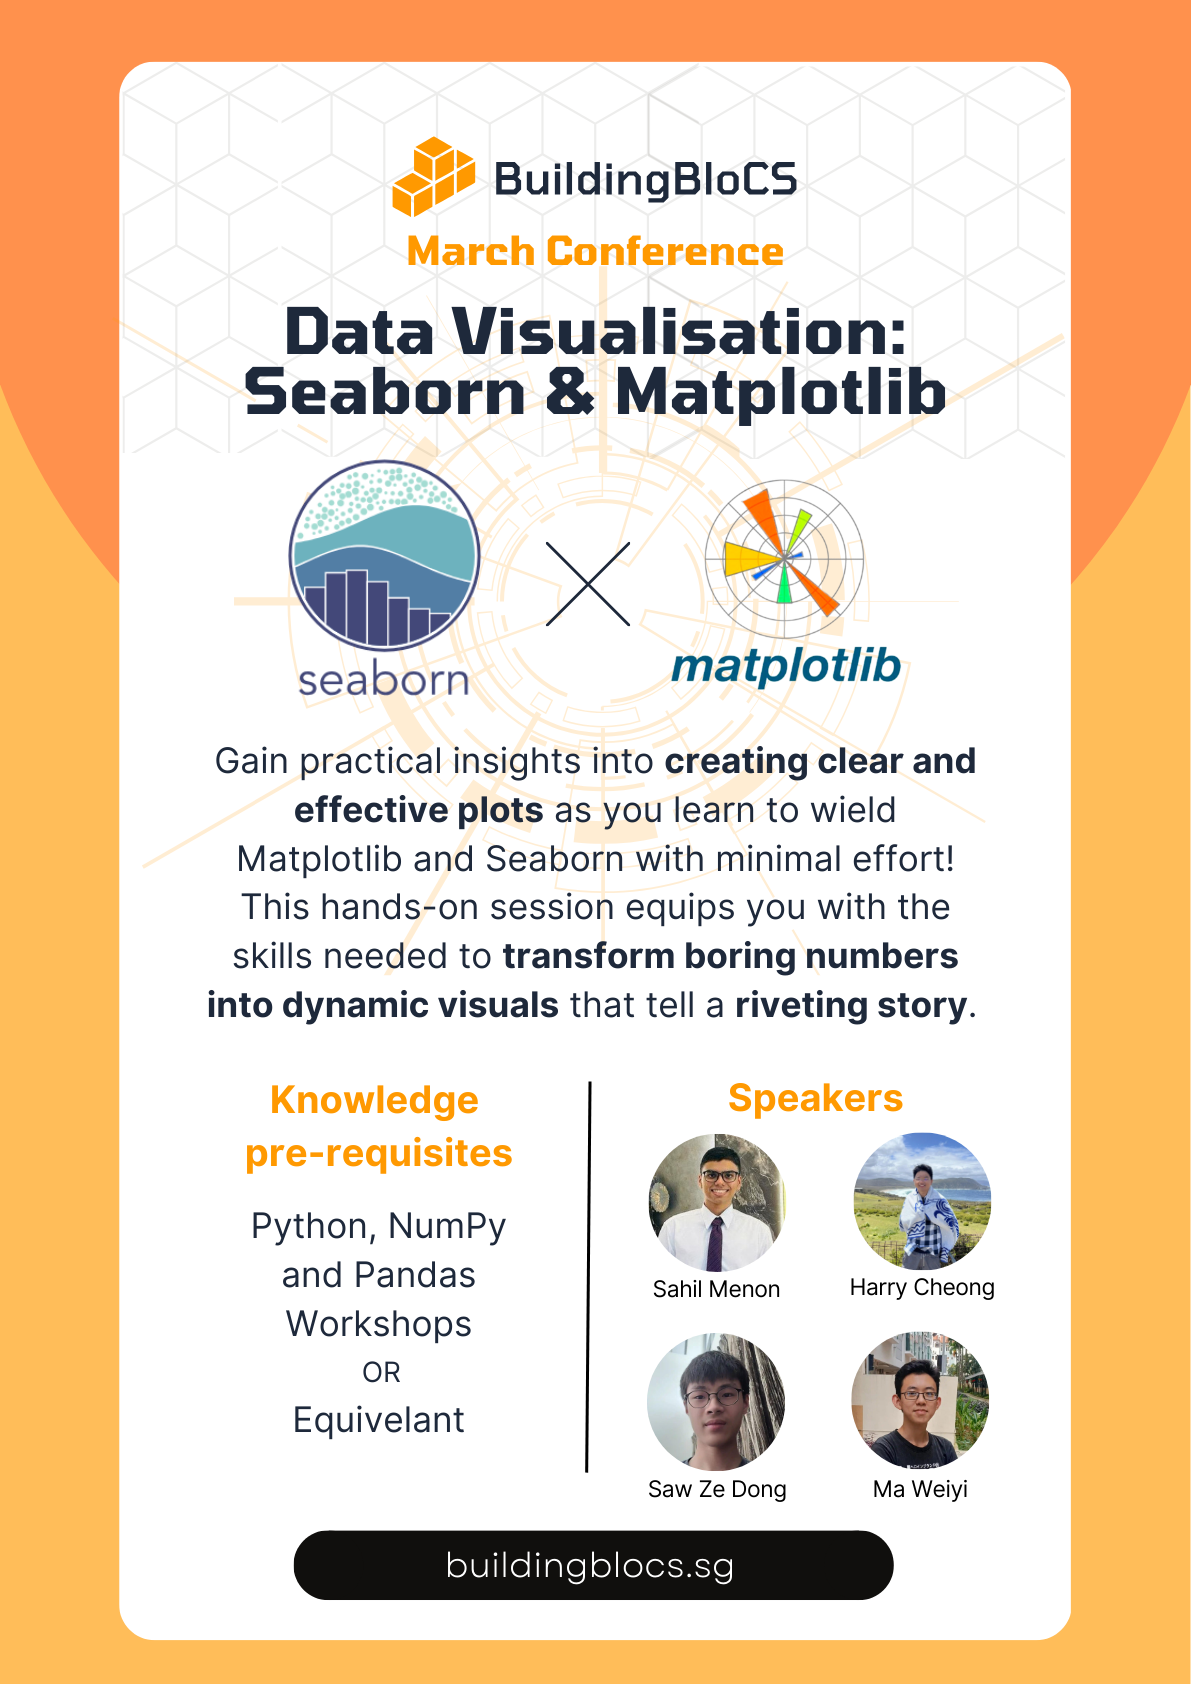 BuildingBloCS
March Conference
Data Visualisation:
Seaborn & Matplotlib
seaborn
matplotlib
Gain practical insights into creating clear and
effective plots as you learn to wield
Matplotlib and Seaborn with minimal effort!
This hands-on session equips you with the
skills needed to transform boring numbers
into dynamic visuals that tell a riveting story.
Knowledge
pre-requisites
Python, NumPy
and Pandas
Workshops
OR
Equivelant
Speakers
Sahil Menon
Harry Cheong
Saw Ze Dong
Ma Weiyi
buildingblocs.sg